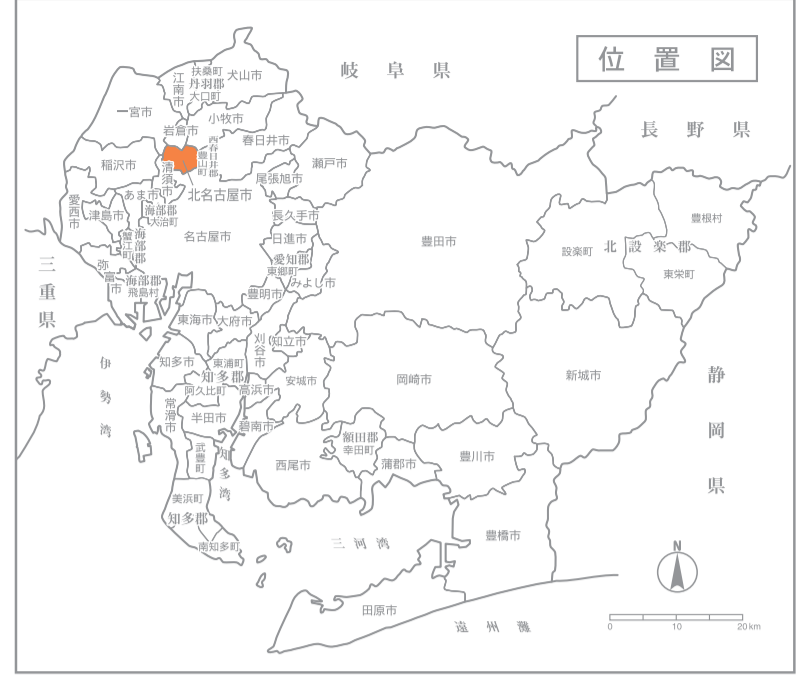 位置図
岐阜県
長野県
三重県
静岡県
扶桑町
丹羽郡
大口町
江南市
犬山市
一宮市
小牧市
岩倉市
西春日井郡
豊山町
春日井市
稲沢市
清須市
瀬戸市
尾張旭市
北名古屋市
あま市
愛西市
津島市
海部郡
大治町
長久手市
名古屋市
日進市
海部郡
蟹江町
愛知郡
東郷町
みよし市
弥富市
海部郡
飛島村
豊明市
豊田市
設楽町
北設楽郡
豊根村
東栄町
東海市
大府市
刈谷市
知立市
伊勢湾
知多市
東浦町
知多郡
阿久比町
高浜市
安城市
岡崎市
新城市
常滑市
半田市
碧南市
武豊町
知多湾
西尾市
額田郡
幸田町
蒲郡市
豊川市
美浜町
知多郡
南知多町
三河湾
豊橋市
田原市
遠州灘
N
0 10 20km